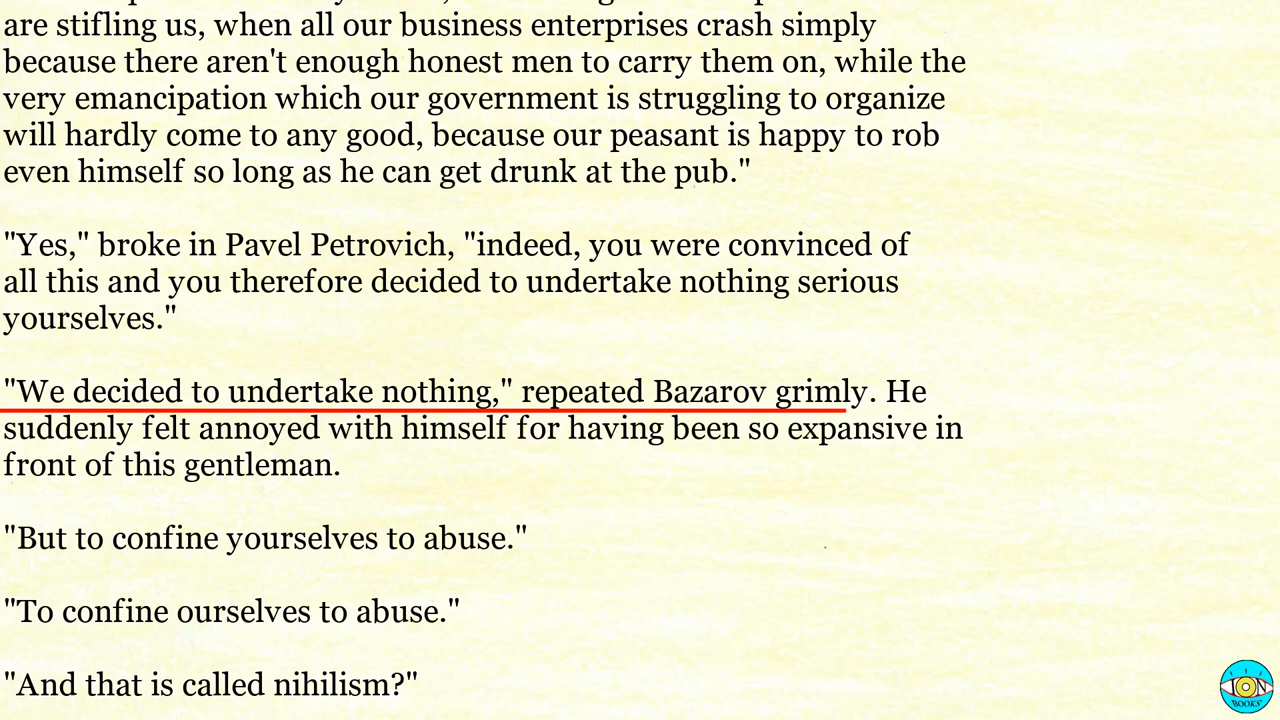 are stifling us, when all our business enterprises crash simply
because there aren't enough honest men to carry them on, while the
very emancipation which our government is struggling to organize
will hardly come to any good, because our peasant is happy to rob
even himself so long as he can get drunk at the pub."
"Yes," broke in Pavel Petrovich, "indeed, you were convinced of
all this and you therefore decided to undertake nothing serious
yourselves."
"We decided to undertake nothing," repeated Bazarov grimly. He
suddenly felt annoyed with himself for having been so expansive in
front of this gentleman.
"But to confine yourselves to abuse."
"To confine ourselves to abuse."
"And that is called nihilism?"
ION
BOOKS